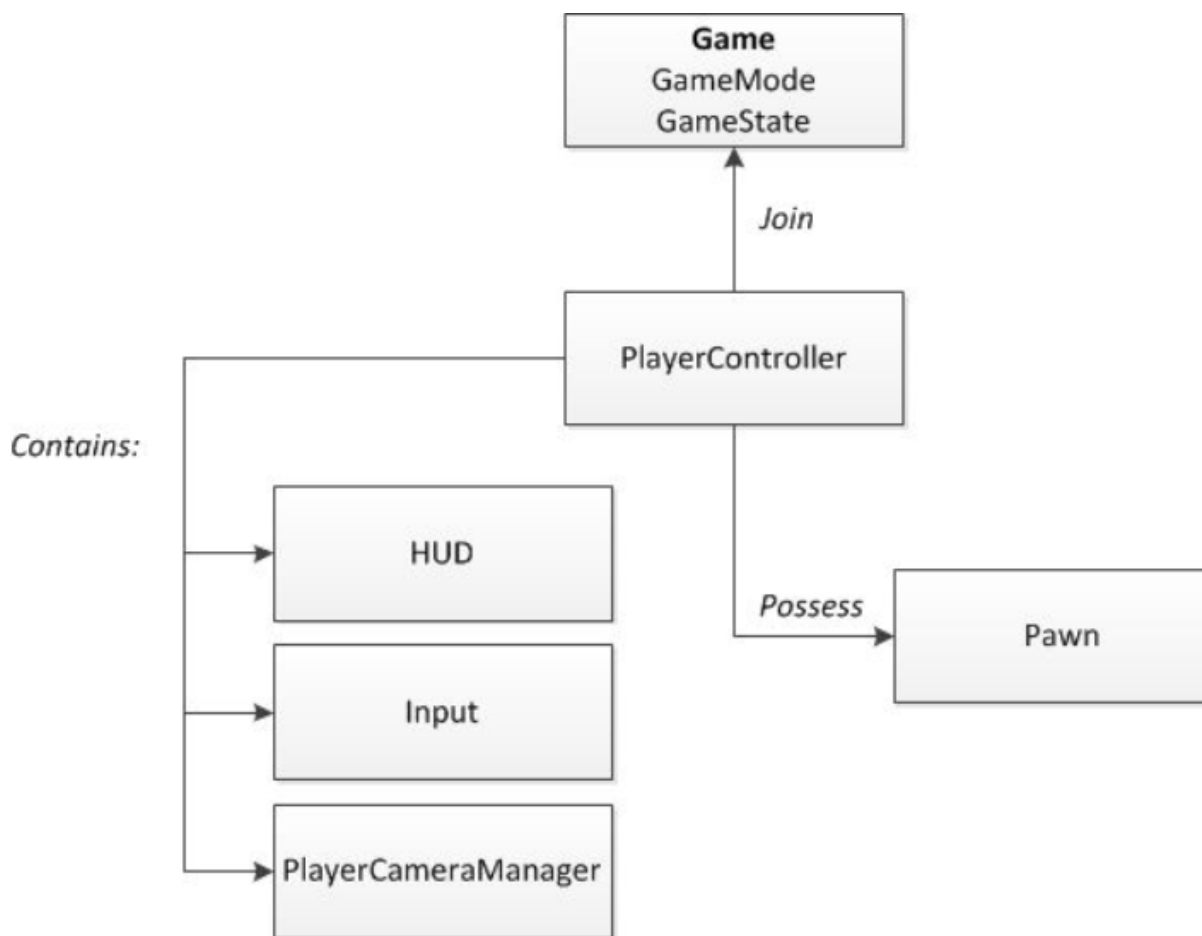 Game
GameMode
GameState
Join
PlayerController
Contains:
HUD
Possess
Pawn
Input
PlayerCameraManager